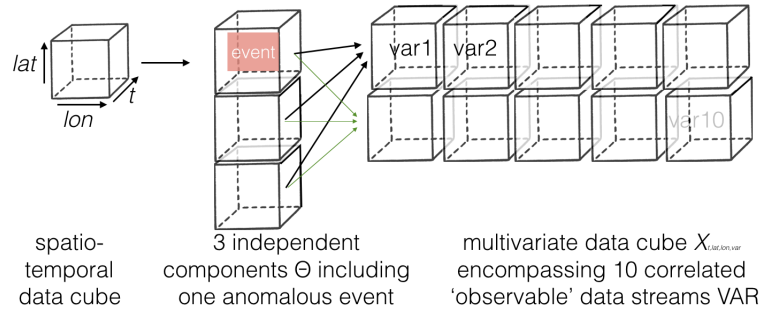 lat
lon
t
event
var1
var2
var10
spatio-
temporal
data cube
3 independent
components Θ including
one anomalous event
multivariate data cube X t,lat,lon,var
encompassing 10 correlated
‘observable’ data streams VAR